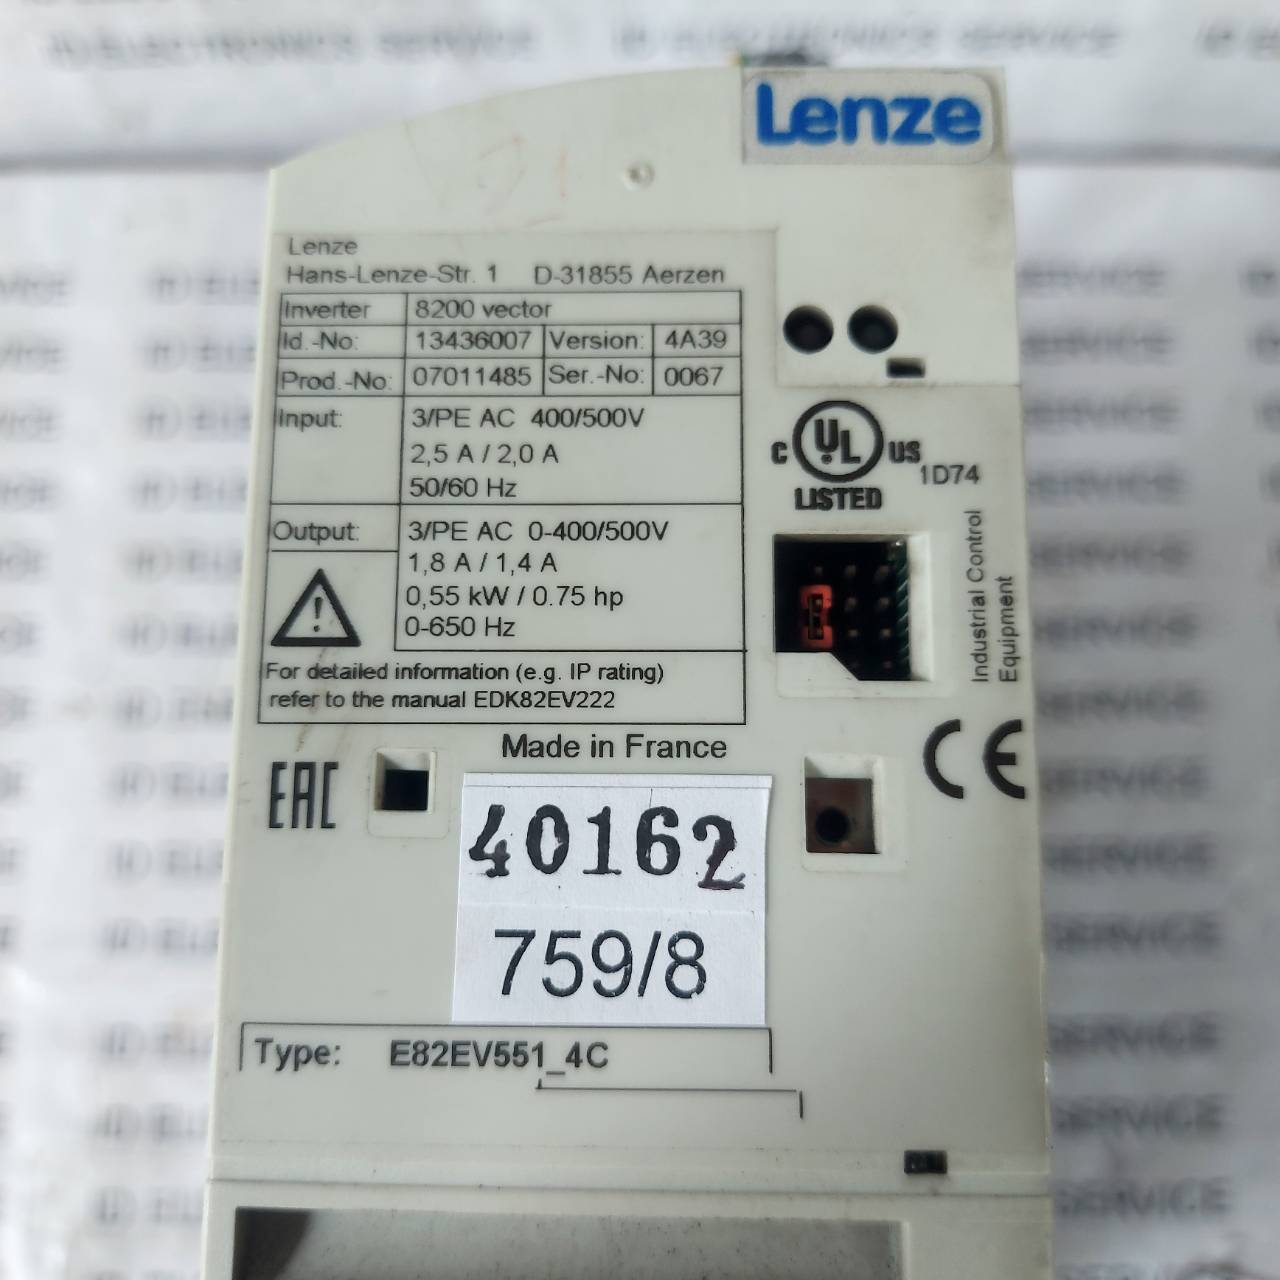 Lenze
Lenze
Hans-Lenze-Str. 1 D-31855 Aerzen
Inverter 8200 vector
Id.-No: 13436007 Version: 4A39
Prod.-No: 07011485 Ser.-No: 0067
Input: 3/PE AC 400/500V
2,5 A / 2,0 A
50/60 Hz
Output: 3/PE AC 0-400/500V
1,8 A / 1,4 A
0,55 kW / 0.75 hp
0-650 Hz
For detailed information (e.g. IP rating)
refer to the manual EDK82EV222
C UL US
LISTED
1D74
Industrial Control
Equipment
Made in France
EAC
CE
40162
759/8
Type: E82EV551_4C